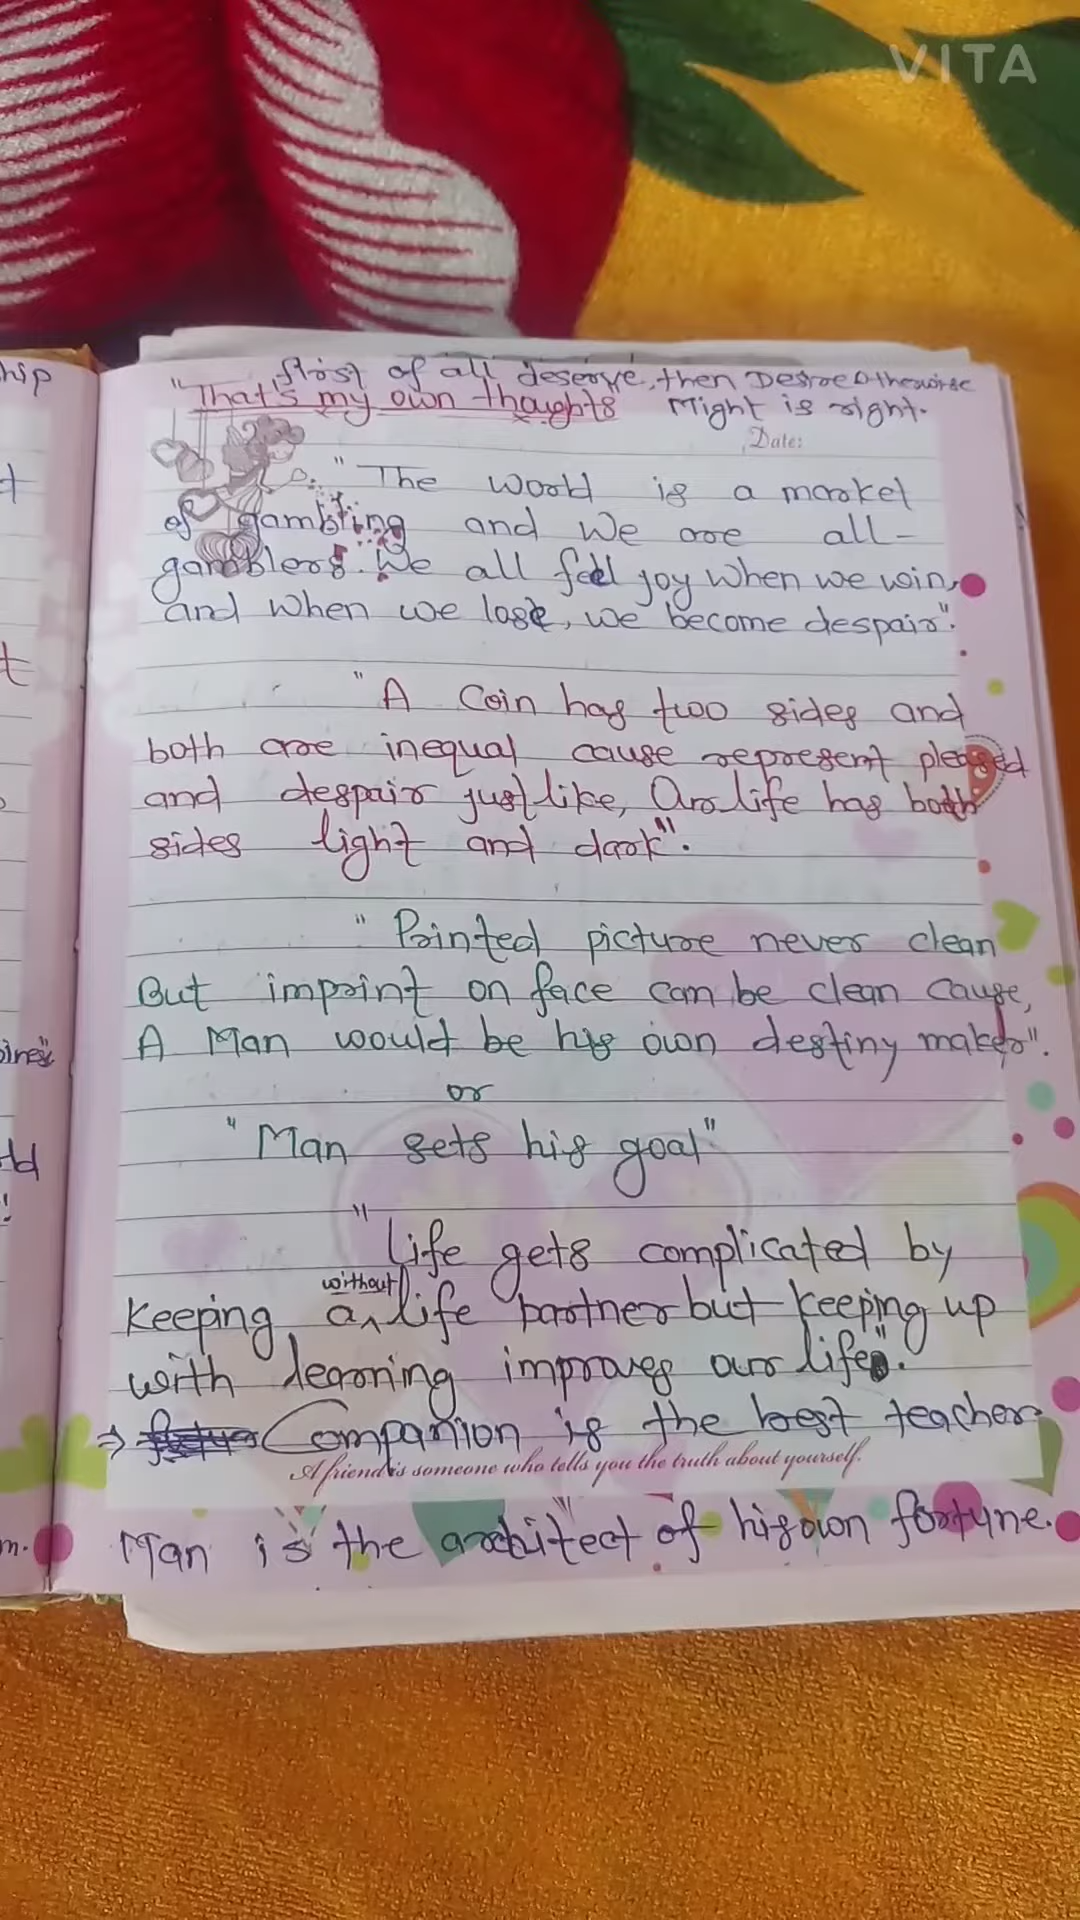 VITA
hip
first of all deserve, then Desire Otherwise
"That's my own thoughts Might is right.
Date:
"The world is a market
of gambling and We are all-
gamblers. We all feel joy When we win,
and When we lose, we become despair".
"A Coin has two sides and
both are inequal cause represent pleased
and despair just like, Our life has both
sides light and dark".
"Printed picture never clean
But imprint on face can be clean cause,
A Man would be his own destiny maker".
or
"Man sets his goal"
"Life gets complicated by
without
Keeping a life partner but keeping up
with learning improves our life".
⇒ Companion is the best teacher.
A friend is someone who tells you the truth about yourself.
Man is the architect of his own fortune.